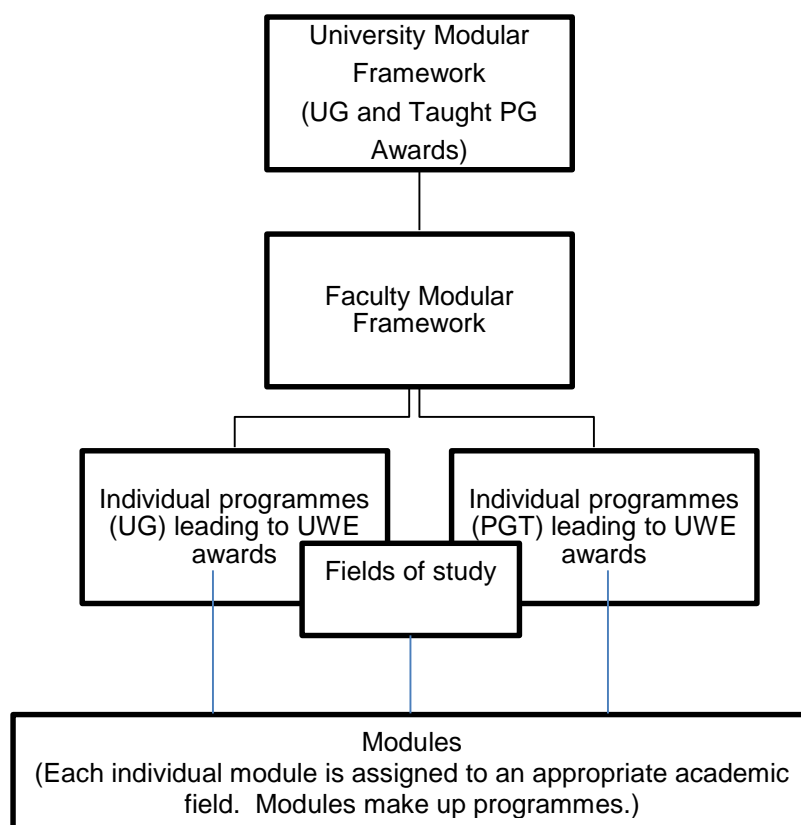 University Modular
Framework
(UG and Taught PG
Awards)
Faculty Modular
Framework
Individual programmes
(UG) leading to UWE
awards
Individual programmes
(PGT) leading to UWE
awards
Fields of study
Modules
(Each individual module is assigned to an appropriate academic
field.  Modules make up programmes.)